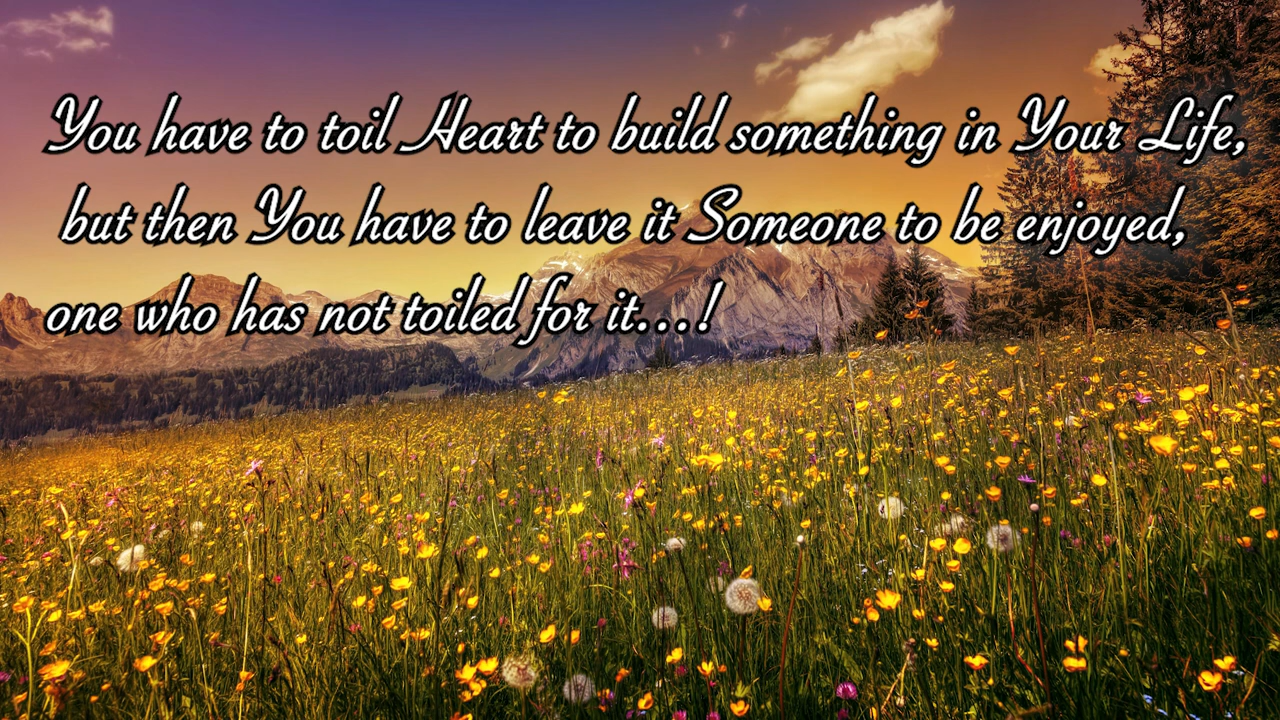 You have to toil Heart to build something in Your Life,
but then You have to leave it Someone to be enjoyed,
one who has not toiled for it...!